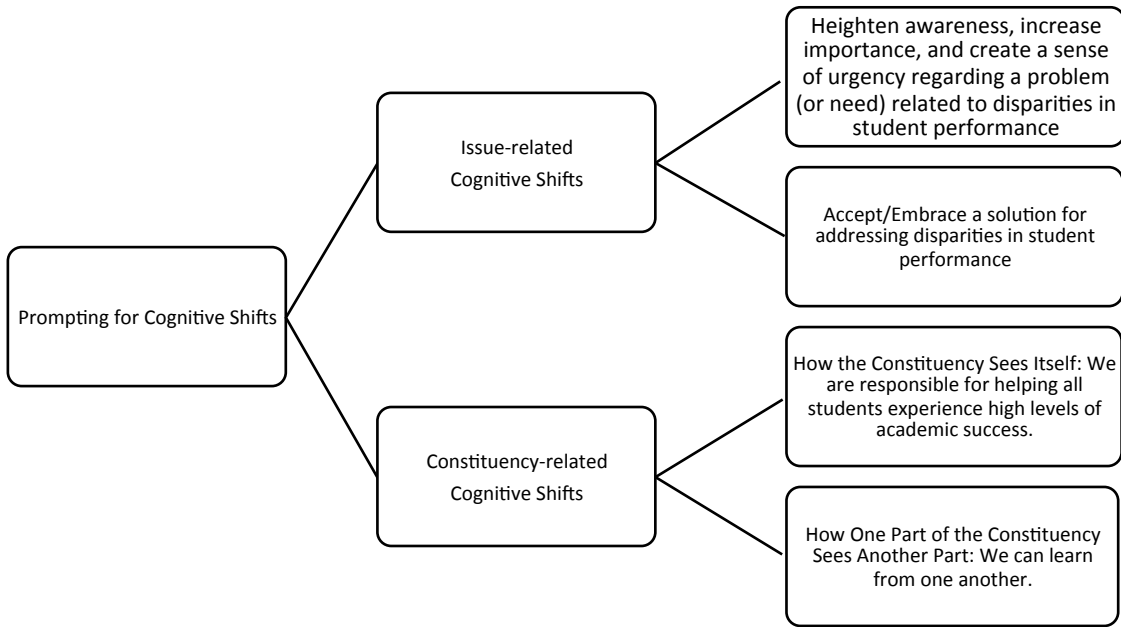 Heighten awareness, increase
importance, and create a sense
of urgency regarding a problem
(or need) related to disparities in
student performance
Issue-related
Cognitive Shifts
Accept/Embrace a solution for
addressing disparities in student
performance
Prompting for Cognitive Shifts
How the Constituency Sees Itself: We
are responsible for helping all
students experience high levels of
academic success.
Constituency-related
Cognitive Shifts
How One Part of the Constituency
Sees Another Part: We can learn
from one another.